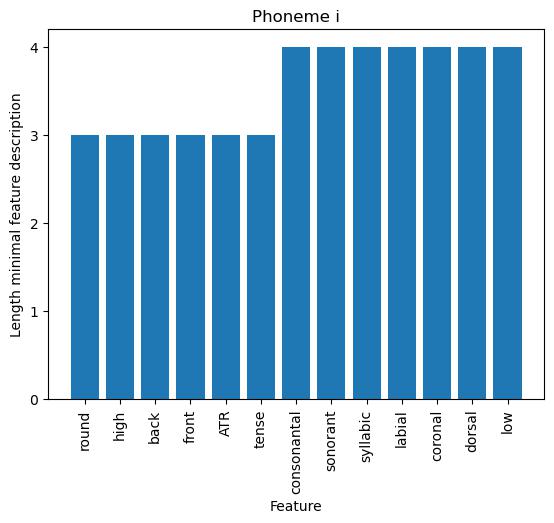 Phoneme i
Length minimal feature description
4
3
2
1
0
round
high
back
front
ATR
tense
consonantal
sonorant
syllabic
labial
coronal
dorsal
low
Feature